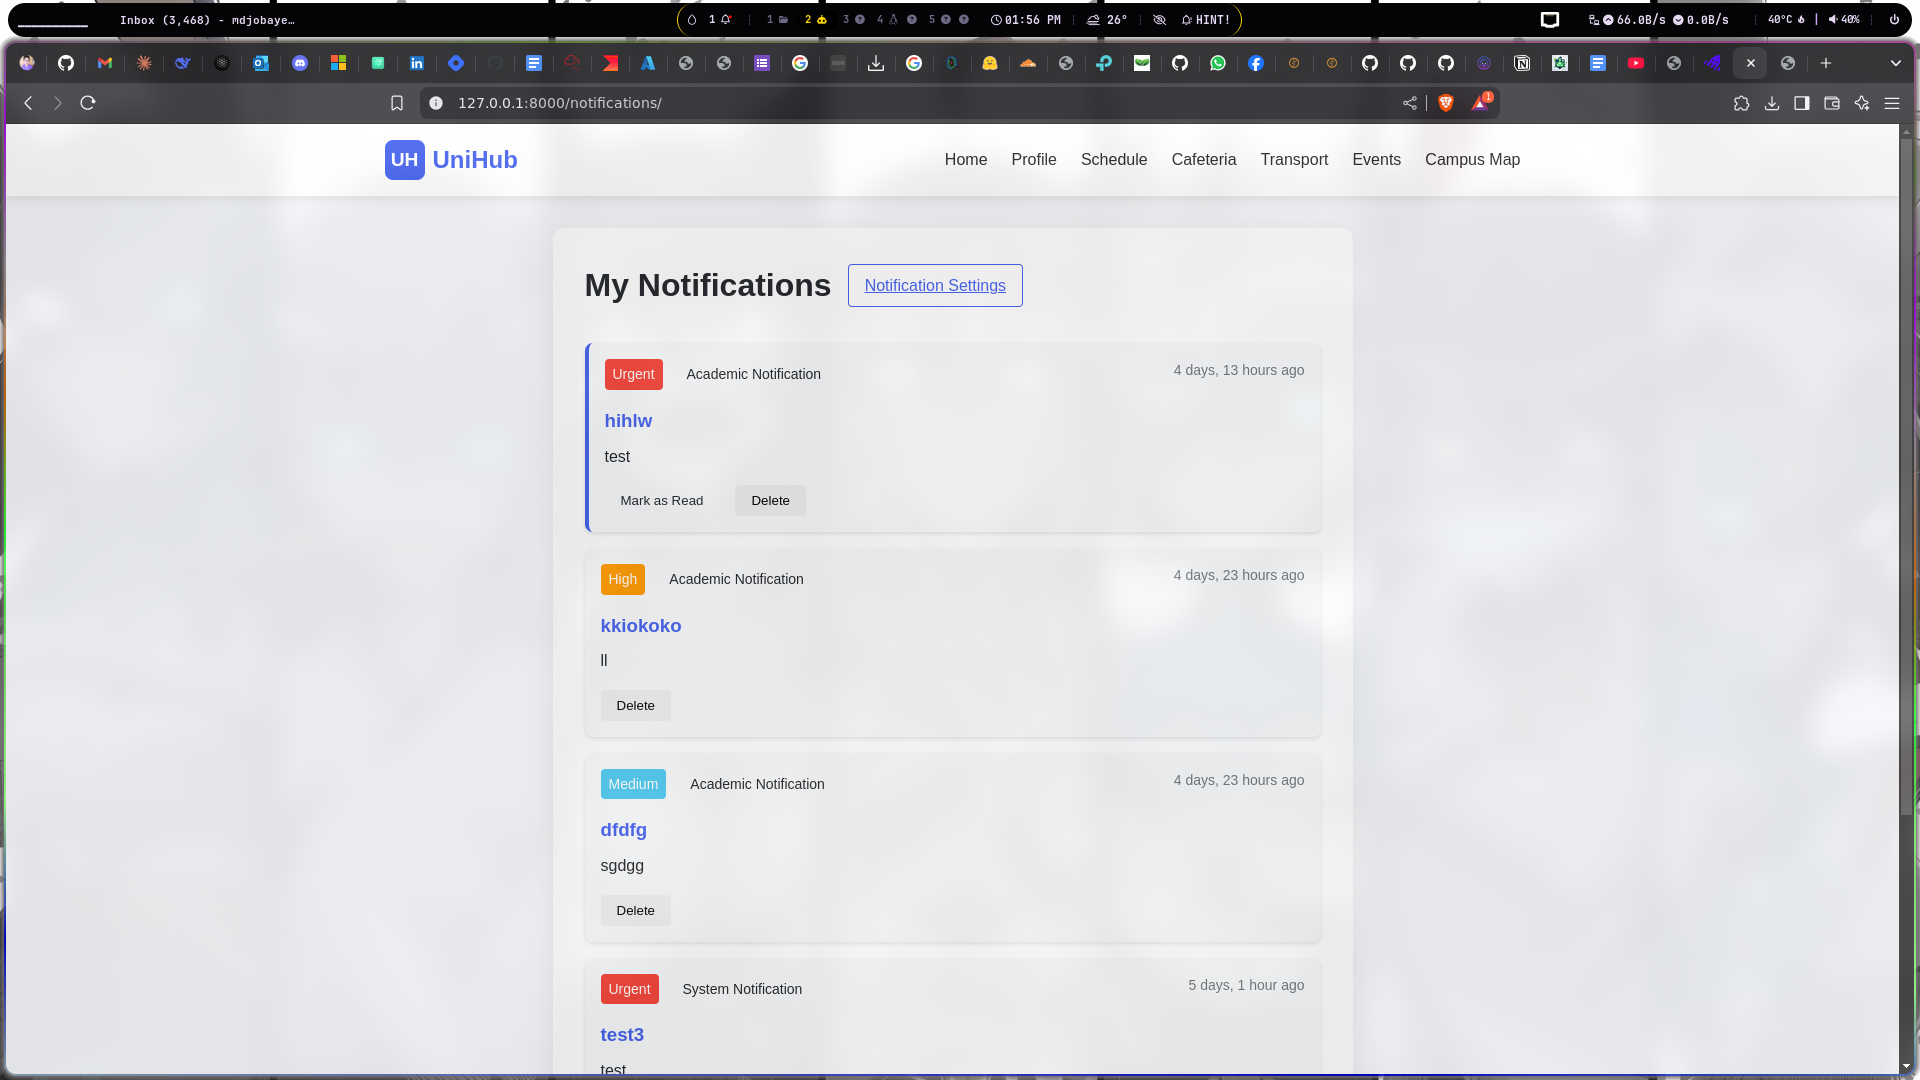 Inbox (3,468) - mdjobaye…
1
1 2 3 4 5
01:56 PM
26°
HINT!
66.0B/s 0.0B/s
40°C
40%
127.0.0.1:8000/notifications/
1
UH UniHub
Home Profile Schedule Cafeteria Transport Events Campus Map
My Notifications
Notification Settings
Urgent Academic Notification 4 days, 13 hours ago
hihlw
test
Mark as Read Delete
High Academic Notification 4 days, 23 hours ago
kkiokoko
ll
Delete
Medium Academic Notification 4 days, 23 hours ago
dfdfg
sgdgg
Delete
Urgent System Notification 5 days, 1 hour ago
test3
test